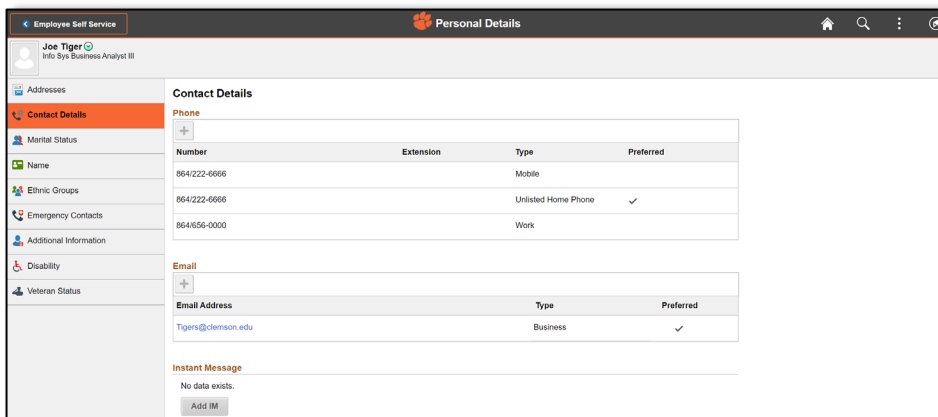 Employee Self Service
Personal Details
Joe Tiger
Info Sys Business Analyst III
Addresses
Contact Details
Marital Status
Name
Ethnic Groups
Emergency Contacts
Additional Information
Disability
Veteran Status
Contact Details
Phone
+
Number Extension Type Preferred
864/222-6666 Mobile
864/222-6666 Unlisted Home Phone
864/656-0000 Work
Email
+
Email Address Type Preferred
Tigers@clemson.edu Business
Instant Message
No data exists.
Add IM